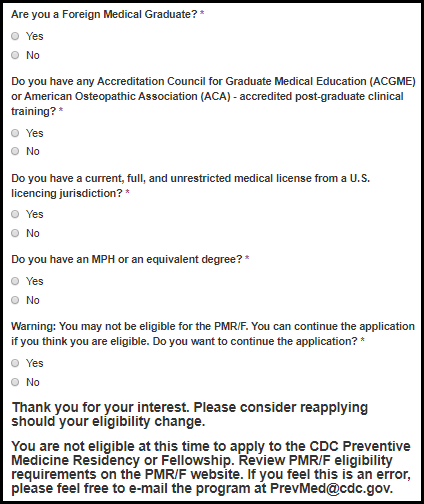 Are you a Foreign Medical Graduate? *
Yes
No
Do you have any Accreditation Council for Graduate Medical Education (ACGME)
or American Osteopathic Association (ACA) - accredited post-graduate clinical
training? *
Yes
No
Do you have a current, full, and unrestricted medical license from a U.S.
licencing jurisdiction? *
Yes
No
Do you have an MPH or an equivalent degree? *
Yes
No
Warning: You may not be eligible for the PMR/F. You can continue the application
if you think you are eligible. Do you want to continue the application? *
Yes
No
Thank you for your interest. Please consider reapplying
should your eligibility change.
You are not eligible at this time to apply to the CDC Preventive
Medicine Residency or Fellowship. Review PMR/F eligibility
requirements on the PMR/F website. If you feel this is an error,
please feel free to e-mail the program at PrevMed@cdc.gov.